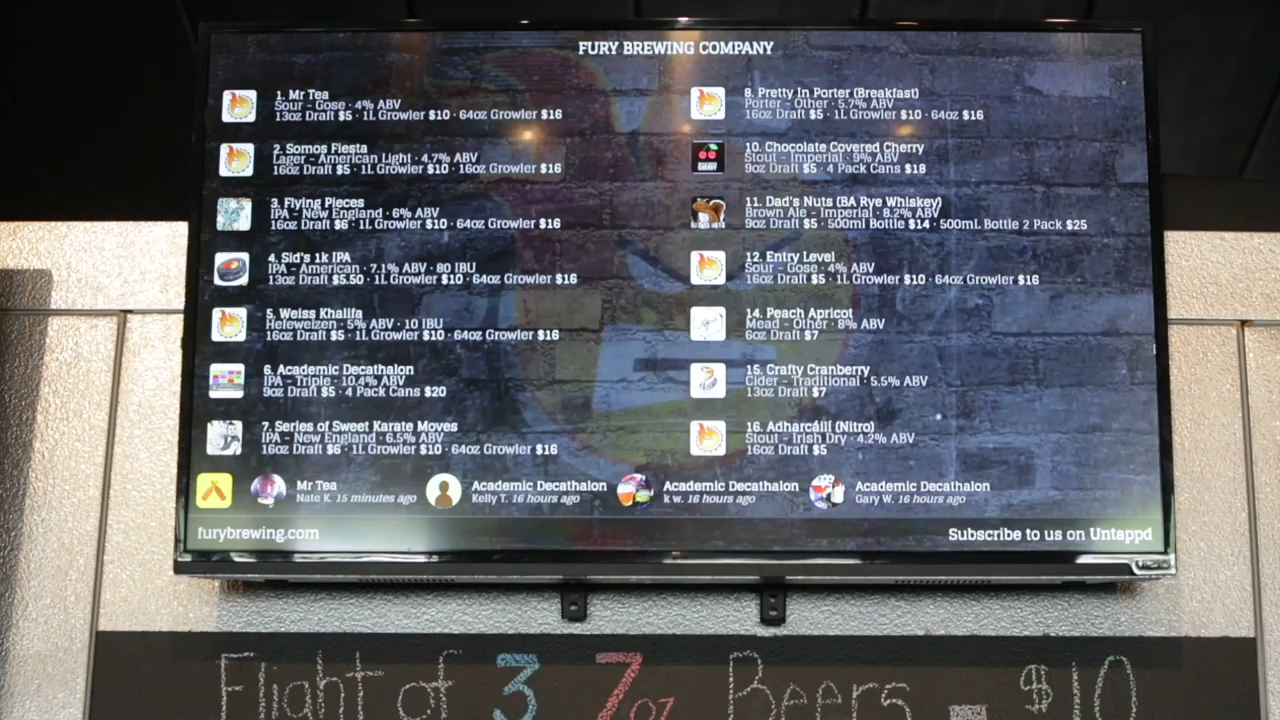 FURY BREWING COMPANY
1. Mr Tea
Sour - Gose · 4% ABV
13oz Draft $5 · 1L Growler $10 · 64oz Growler $16
2. Somos Fiesta
Lager - American Light · 4.7% ABV
16oz Draft $5 · 1L Growler $10 · 16oz Growler $16
3. Flying Pieces
IPA - New England · 6% ABV
16oz Draft $6 · 1L Growler $10 · 64oz Growler $16
4. Sid's 1k IPA
IPA - American · 7.1% ABV · 80 IBU
13oz Draft $5.50 · 1L Growler $10 · 64oz Growler $16
5. Weiss Khalifa
Hefeweizen · 5% ABV · 10 IBU
16oz Draft $5 · 1L Growler $10 · 64oz Growler $16
6. Academic Decathalon
IPA - Triple · 10.4% ABV
9oz Draft $5 · 4 Pack Cans $20
7. Series of Sweet Karate Moves
IPA - New England · 6.5% ABV
16oz Draft $6 · 1L Growler $10 · 64oz Growler $16
8. Pretty In Porter (Breakfast)
Porter - Other · 5.7% ABV
16oz Draft $5 · 1L Growler $10 · 64oz $16
10. Chocolate Covered Cherry
Stout - Imperial · 9% ABV
9oz Draft $5 · 4 Pack Cans $18
11. Dad's Nuts (BA Rye Whiskey)
Brown Ale - Imperial · 8.2% ABV
9oz Draft $5 · 500ml Bottle $14 · 500mL Bottle 2 Pack $25
12. Entry Level
Sour - Gose · 4% ABV
16oz Draft $5 · 1L Growler $10 · 64oz Growler $16
14. Peach Apricot
Mead - Other · 8% ABV
6oz Draft $7
15. Crafty Cranberry
Cider - Traditional · 5.5% ABV
13oz Draft $7
16. Adharcáilí (Nitro)
Stout - Irish Dry · 4.2% ABV
16oz Draft $5
Mr Tea
Nate K. 15 minutes ago
Academic Decathalon
Kelly T. 16 hours ago
Academic Decathalon
k w. 16 hours ago
Academic Decathalon
Gary W. 16 hours ago
furybrewing.com
Subscribe to us on Untappd
VIZIO
Flight of 3 7oz Beers - $10